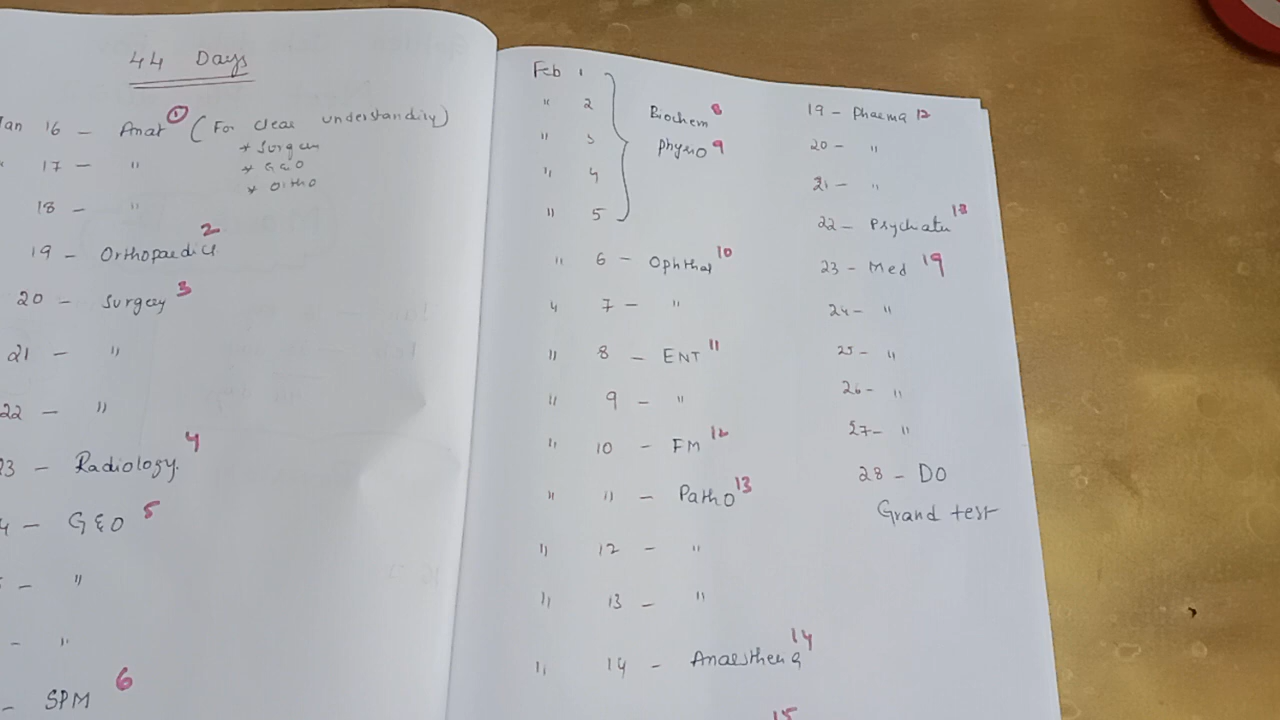 44 Days
Jan 16 - Anat ① (For clear understanding)
* Surgery
17 - " * G&O
* Ortho
18 - "
19 - Orthopaedics 2
20 - Surgery 3
21 - "
22 - "
23 - Radiology. 4
4 - G&O 5
- "
- "
- SPM 6
Feb 1
" 2
" 3
" 4
" 5
Biochem 8
Physio 9
" 6 - Ophthal 10
" 7 - "
" 8 - ENT 11
" 9 - "
" 10 - FM 12
" 11 - Patho 13
" 12 - "
" 13 - "
" 14 - Anaesthesia 14
15
19 - Pharma 12
20 - "
21 - "
22 - Psychiatry 18
23 - Med 19
24 - "
25 - "
26 - "
27 - "
28 - DO
Grand test